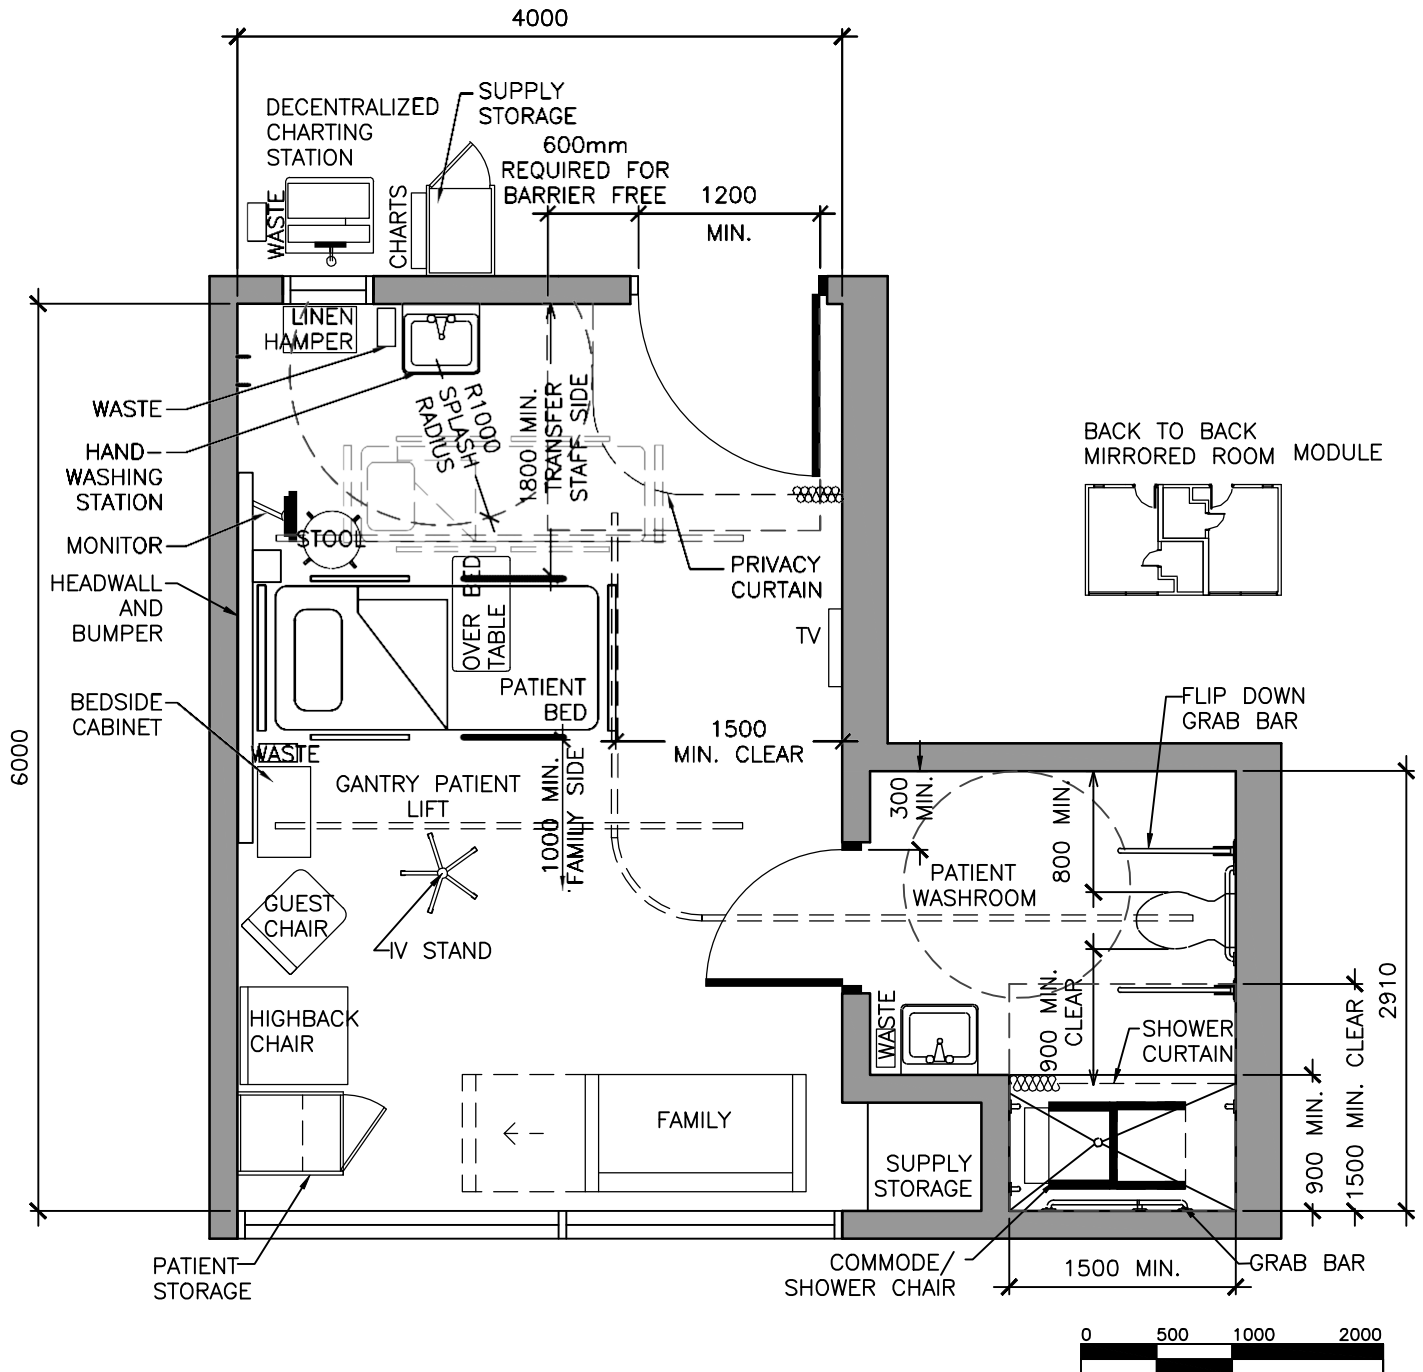 4000
DECENTRALIZED
CHARTING
STATION
SUPPLY
STORAGE
600mm
REQUIRED FOR
BARRIER FREE
1200
MIN.
WASTE
CHARTS
LINEN
HAMPER
WASTE
HAND
WASHING
STATION
R1000
SPLASH
RADIUS
1800 MIN.
TRANSFER
STAFF SIDE
BACK TO BACK
MIRRORED ROOM MODULE
MONITOR
STOOL
HEADWALL
AND
BUMPER
PRIVACY
CURTAIN
OVER BED
TABLE
TV
PATIENT
BED
BEDSIDE
CABINET
WASTE
1500
MIN. CLEAR
FLIP DOWN
GRAB BAR
6000
GANTRY PATIENT
LIFT
1000 MIN.
FAMILY SIDE
300
MIN.
800 MIN.
PATIENT
WASHROOM
GUEST
CHAIR
IV STAND
2910
HIGHBACK
CHAIR
WASTE
900 MIN.
CLEAR
SHOWER
CURTAIN
900 MIN.
1500 MIN. CLEAR
FAMILY
SUPPLY
STORAGE
PATIENT
STORAGE
COMMODE/
SHOWER CHAIR
1500 MIN.
GRAB BAR
0 500 1000 2000